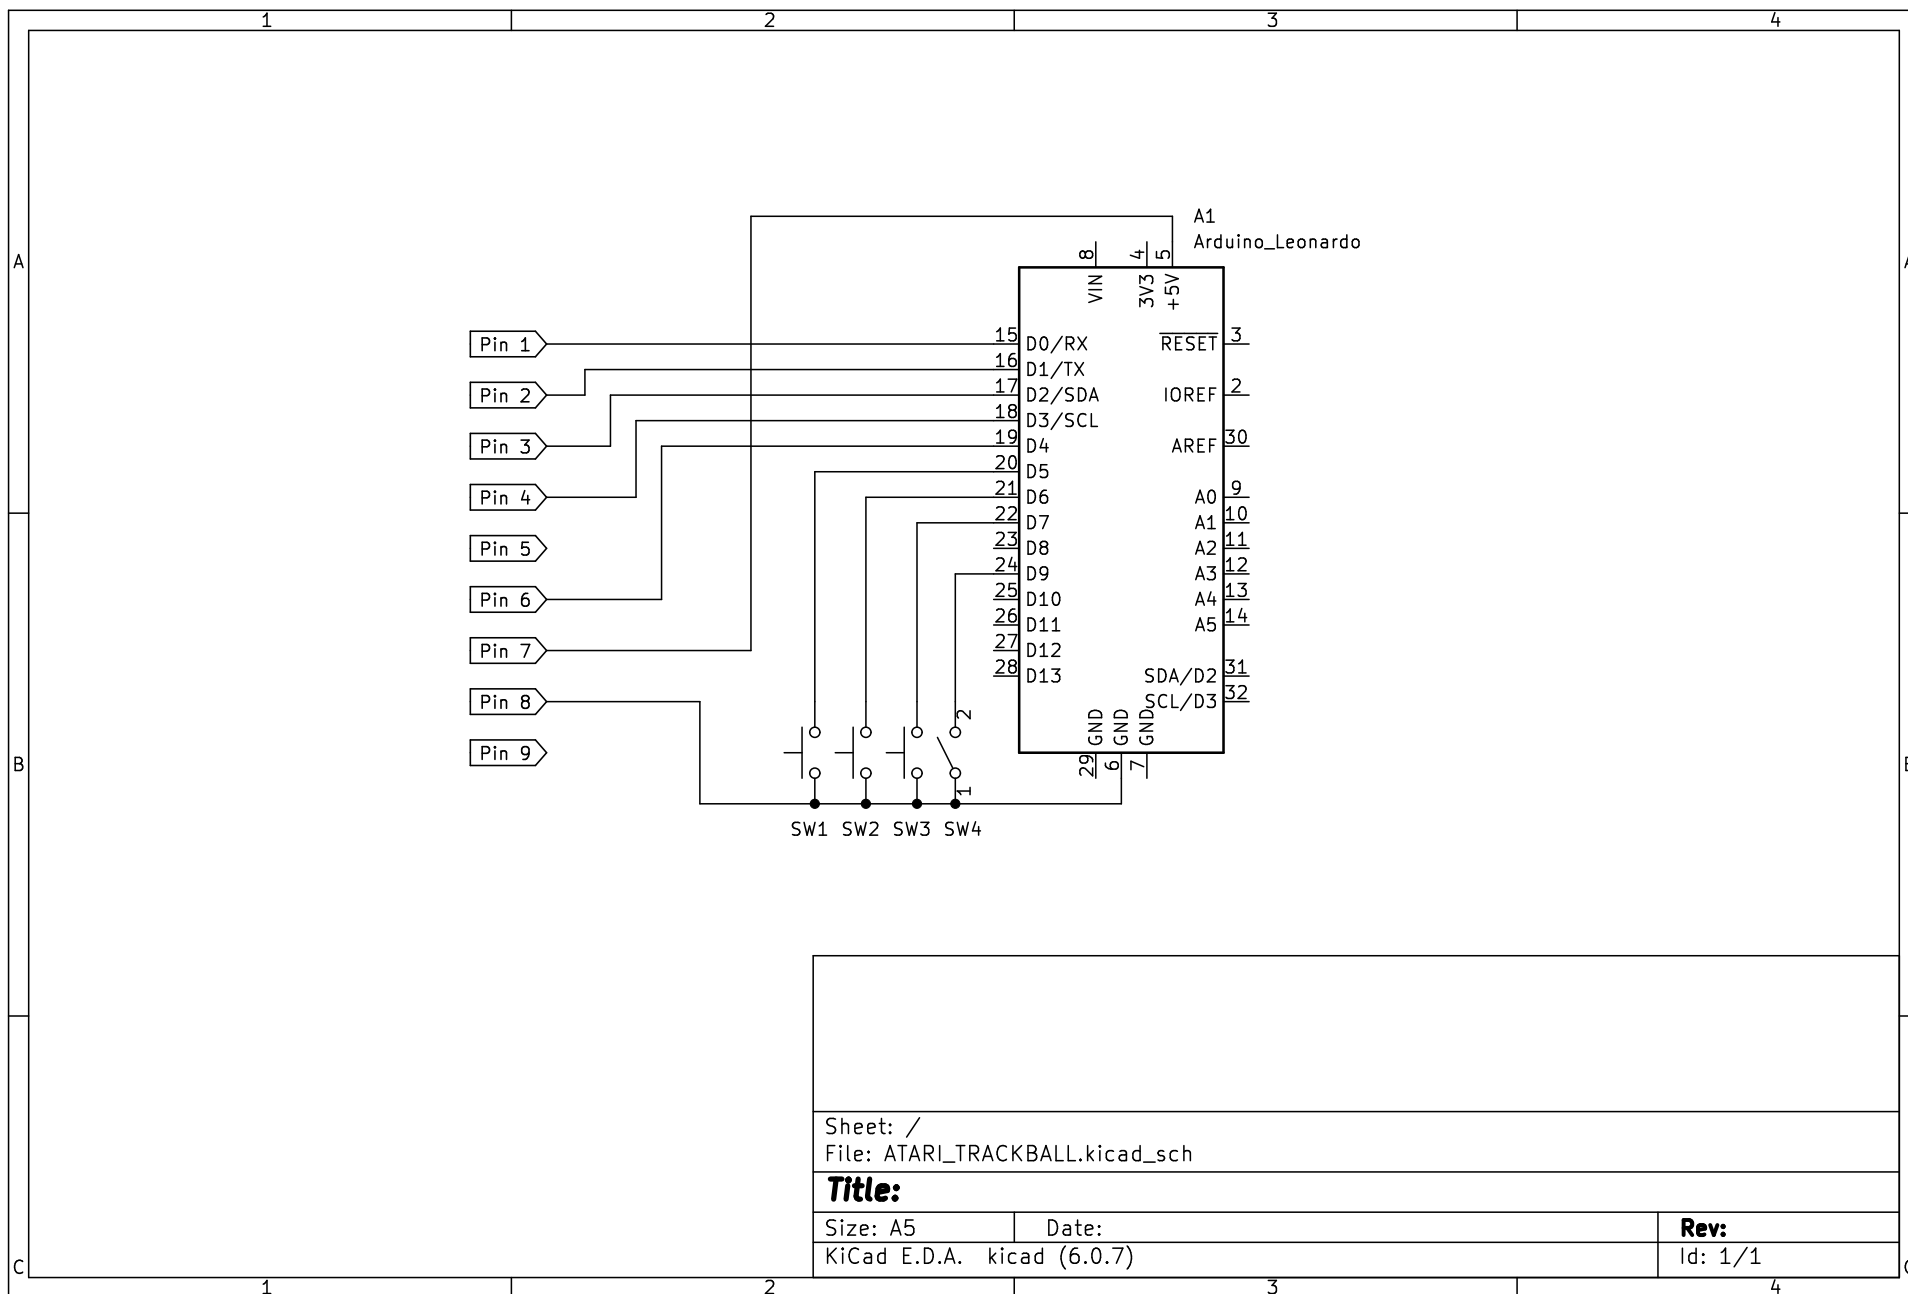 1 2 3 4
A1
Arduino_Leonardo
8 4 5
A
VIN 3V3 +5V
Pin 1 15 D0/RX RESET 3
16 D1/TX
Pin 2 17 D2/SDA IOREF 2
18 D3/SCL
Pin 3 19 D4 AREF 30
20 D5
Pin 4 21 D6 A0 9
22 D7 A1 10
Pin 5 23 D8 A2 11
24 D9 A3 12
Pin 6 25 D10 A4 13
26 D11 A5 14
Pin 7 27 D12
28 D13 SDA/D2 31
Pin 8 SCL/D3 32
2 GND GND GND
Pin 9
B
29 6 7
1
SW1 SW2 SW3 SW4
Sheet: /
File: ATARI_TRACKBALL.kicad_sch
Title:
Size: A5 Date: Rev:
KiCad E.D.A. kicad (6.0.7) Id: 1/1
C
1 2 3 4